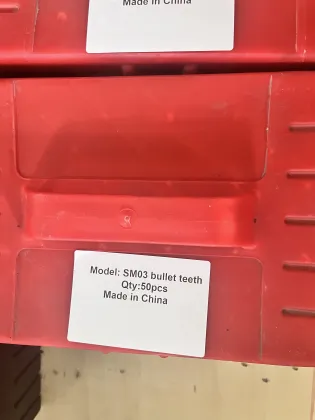 Made in China
Model: SM03 bullet teeth
Qty:50pcs
Made in China